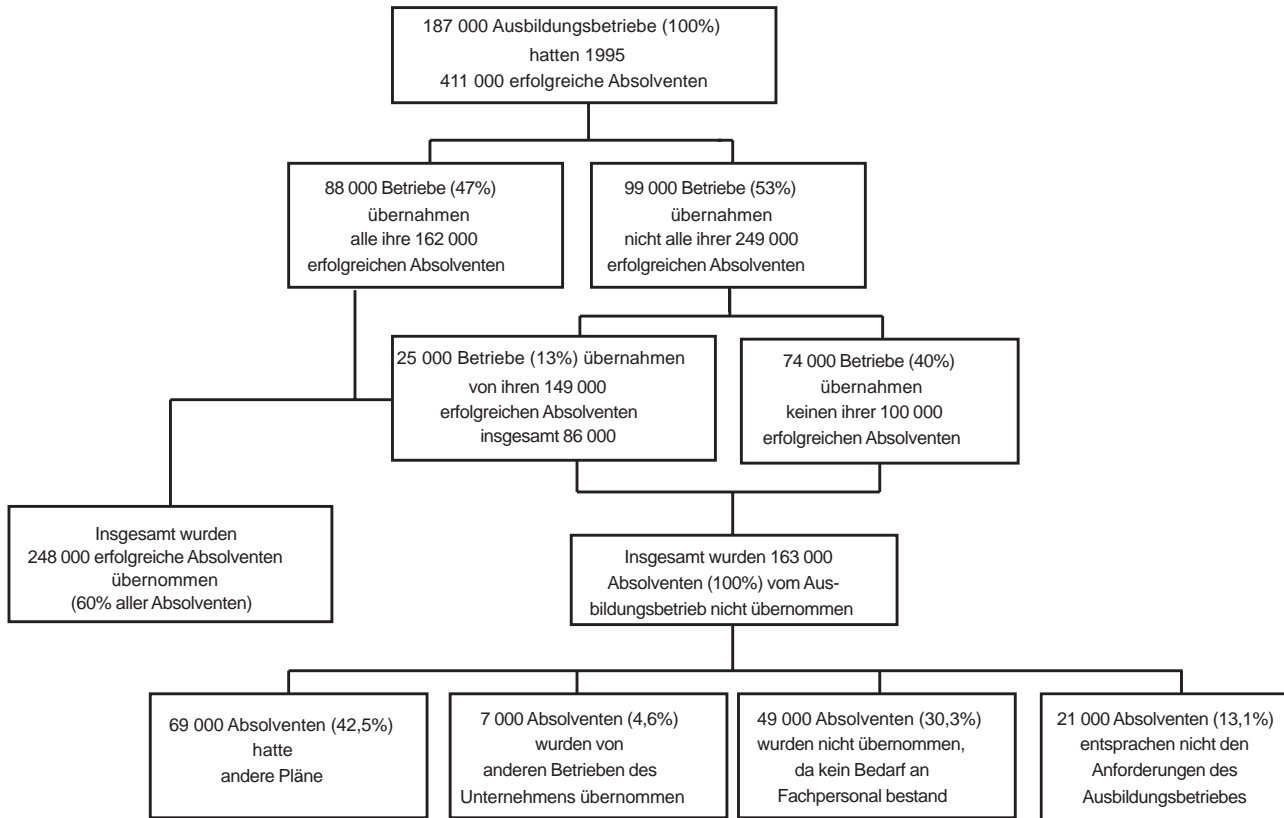 187 000 Ausbildungsbetriebe (100%)
hatten 1995
411 000 erfolgreiche Absolventen
88 000 Betriebe (47%)
übernahmen
alle ihre 162 000
erfolgreichen Absolventen
99 000 Betriebe (53%)
übernahmen
nicht alle ihrer 249 000
erfolgreichen Absolventen
25 000 Betriebe (13%) übernahmen
von ihren 149 000
erfolgreichen Absolventen
insgesamt 86 000
74 000 Betriebe (40%)
übernahmen
keinen ihrer 100 000
erfolgreichen Absolventen
Insgesamt wurden
248 000 erfolgreiche Absolventen
übernommen
(60% aller Absolventen)
Insgesamt wurden 163 000
Absolventen (100%) vom Aus-
bildungsbetrieb nicht übernommen
69 000 Absolventen (42,5%)
hatte
andere Pläne
7 000 Absolventen (4,6%)
wurden von
anderen Betrieben des
Unternehmens übernommen
49 000 Absolventen (30,3%)
wurden nicht übernommen,
da kein Bedarf an
Fachpersonal bestand
21 000 Absolventen (13,1%)
entsprachen nicht den
Anforderungen des
Ausbildungsbetriebes